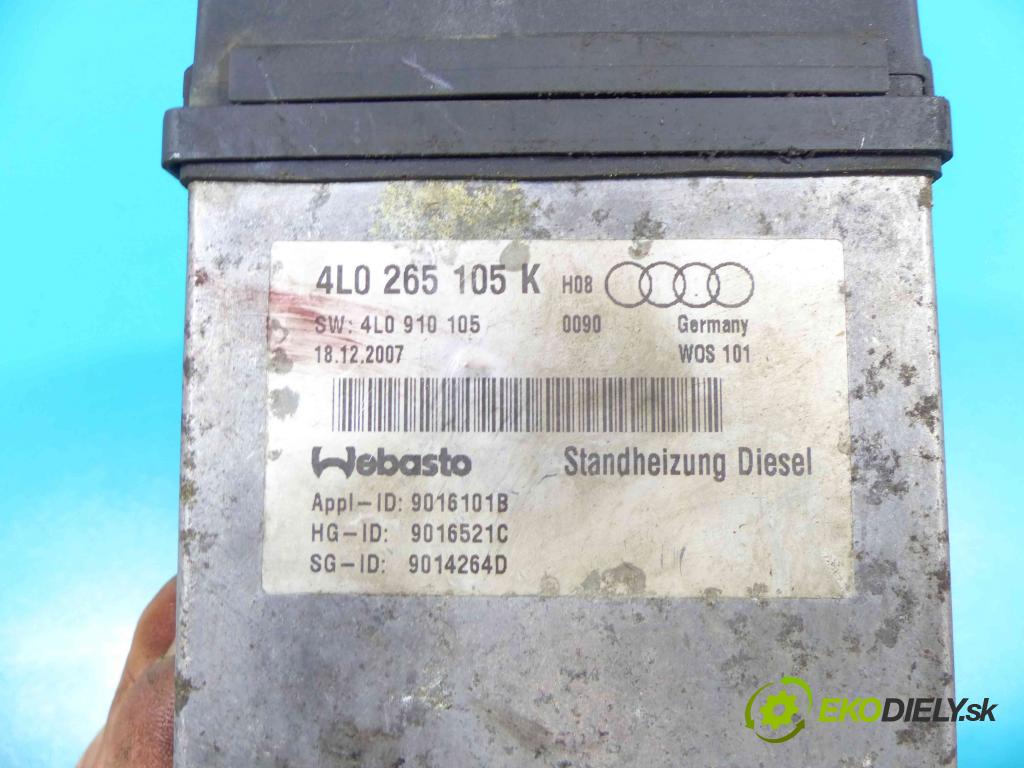 4L0 265 105 K H08
SW: 4L0 910 105 0090 Germany
18.12.2007 WOS 101
Webasto Standheizung Diesel
Appl-ID: 9016101B
HG-ID: 9016521C
SG-ID: 9014264D
EKODIELY.sk